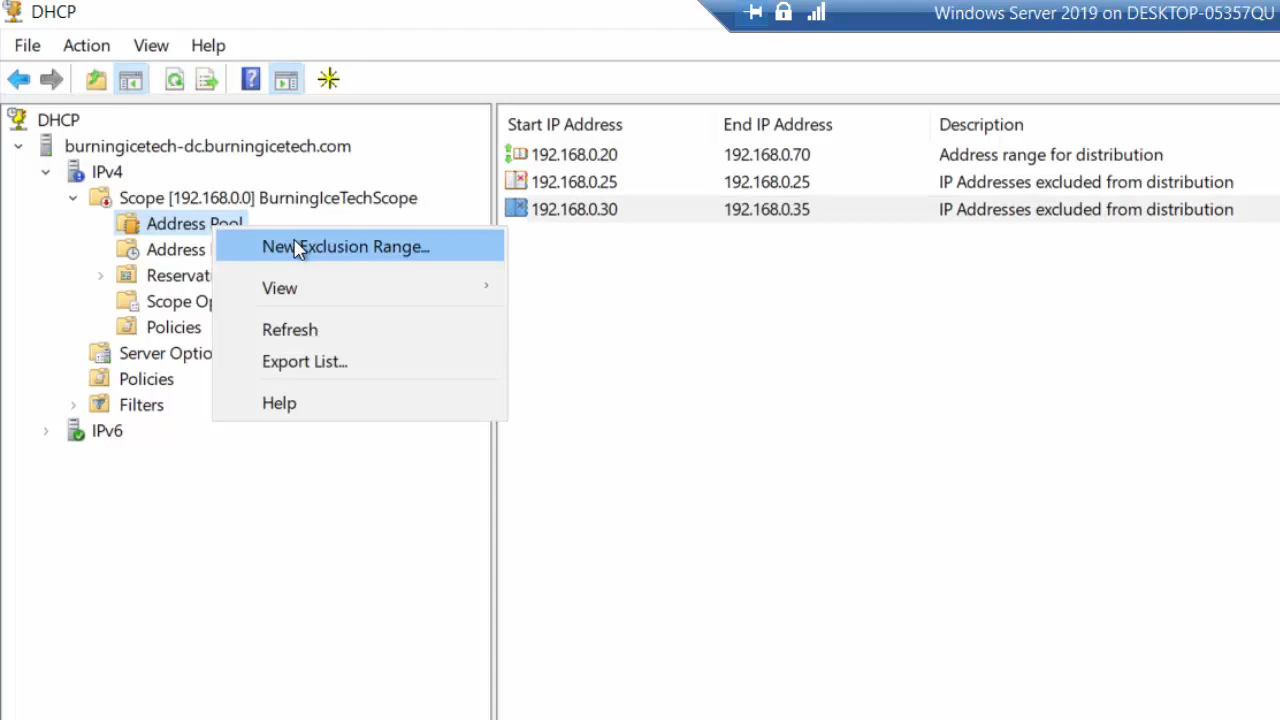 DHCP
Windows Server 2019 on DESKTOP-05357QU
File Action View Help
DHCP
burningicetech-dc.burningicetech.com
IPv4
Scope [192.168.0.0] BurningIceTechScope
Address Pool
Address
Reservat
Scope Op
Policies
Server Optio
Policies
Filters
IPv6
New Exclusion Range...
View
Refresh
Export List...
Help
Start IP Address End IP Address Description
192.168.0.20 192.168.0.70 Address range for distribution
192.168.0.25 192.168.0.25 IP Addresses excluded from distribution
192.168.0.30 192.168.0.35 IP Addresses excluded from distribution